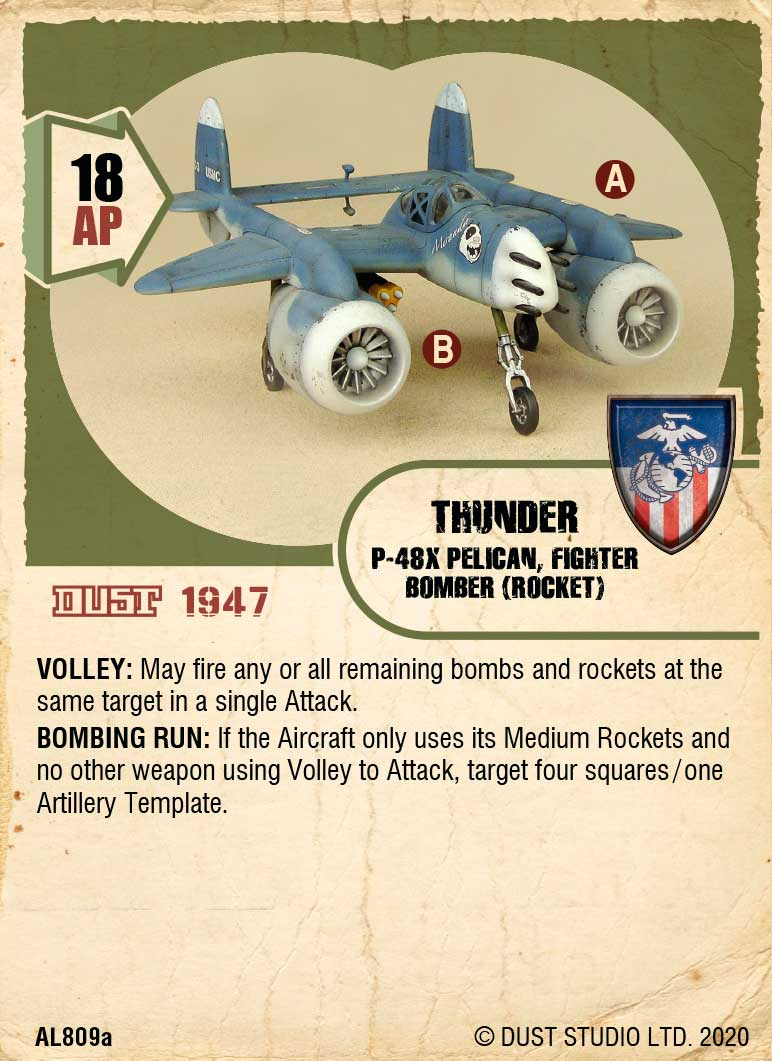 18
AP
USMC
A
B
THUNDER
P-48X PELICAN, FIGHTER
BOMBER (ROCKET)
DUST 1947
VOLLEY: May fire any or all remaining bombs and rockets at the
same target in a single Attack.
BOMBING RUN: If the Aircraft only uses its Medium Rockets and
no other weapon using Volley to Attack, target four squares/one
Artillery Template.
AL809a
© DUST STUDIO LTD. 2020